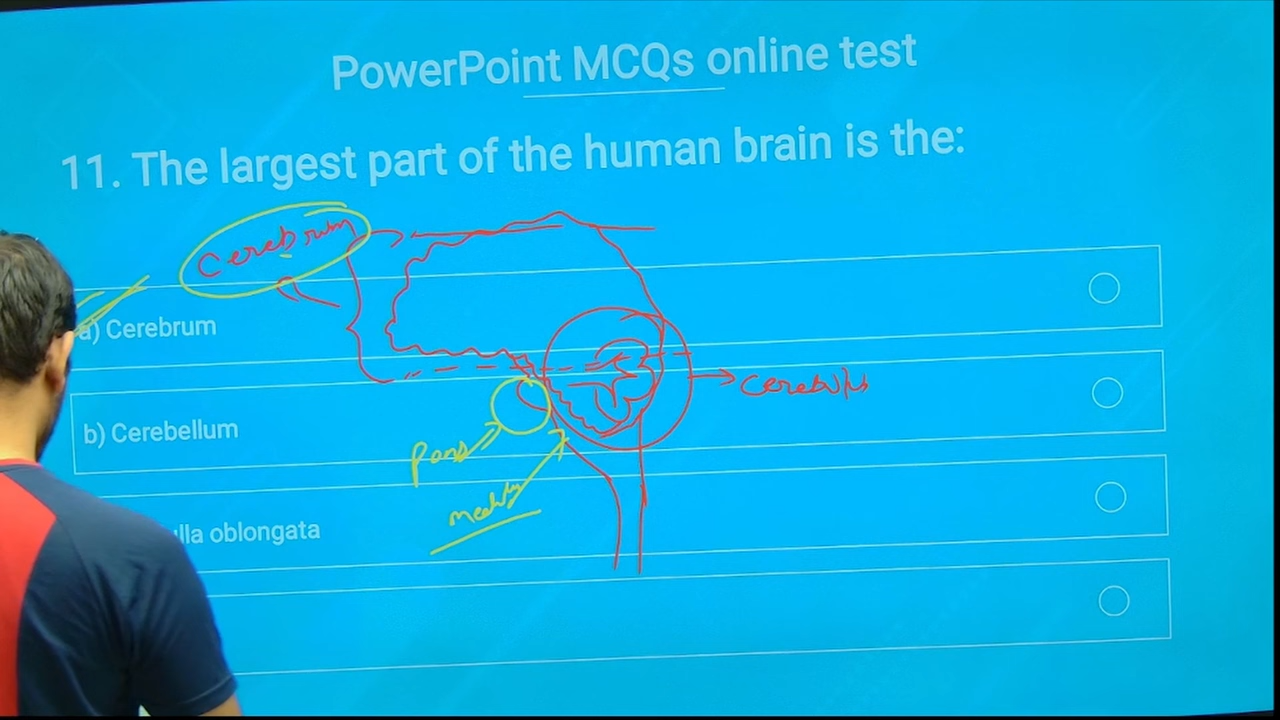 PowerPoint MCQs online test
11. The largest part of the human brain is the:
Cerebrum
a) Cerebrum
b) Cerebellum
Pons
lla oblongata